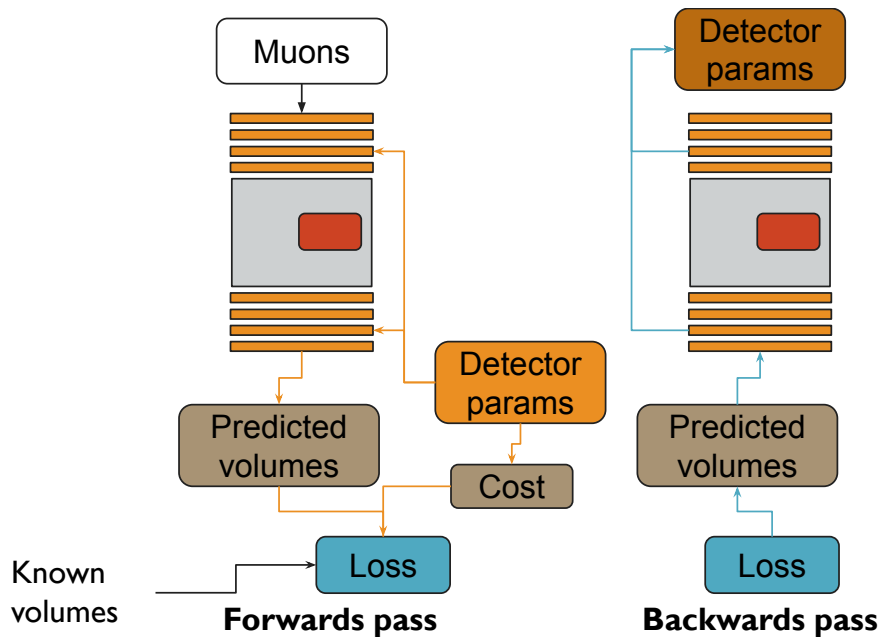 Muons
Detector
params
Predicted
volumes
Cost
Loss
Known
volumes
Forwards pass
Detector
params
Predicted
volumes
Loss
Backwards pass